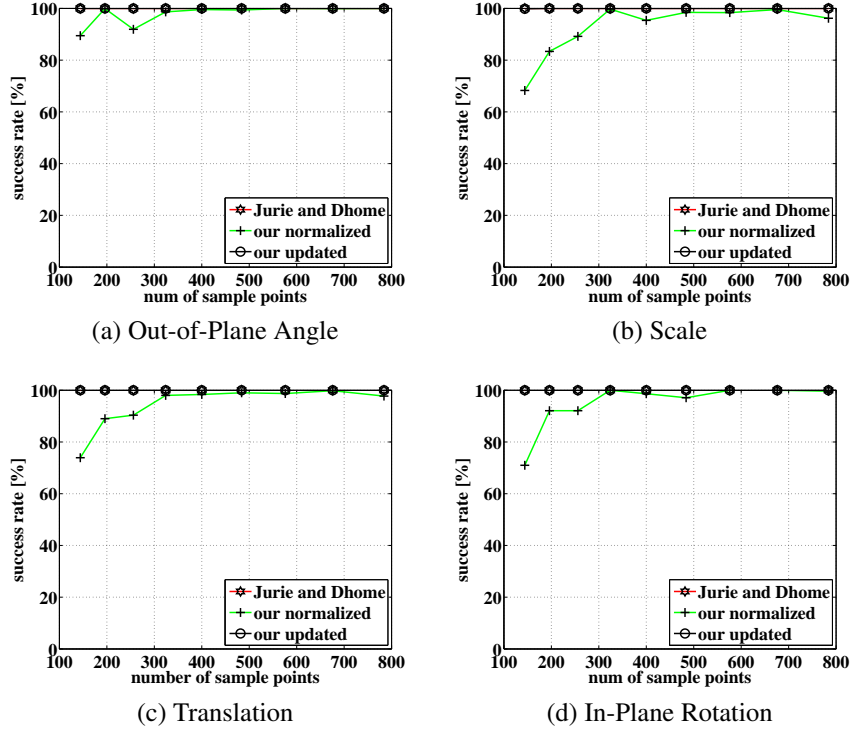 100
80
60
40
20
0
success rate [%]
100 200 300 400 500 600 700 800
num of sample points
Jurie and Dhome
our normalized
our updated
(a) Out-of-Plane Angle
100
80
60
40
20
0
success rate [%]
100 200 300 400 500 600 700 800
num of sample points
Jurie and Dhome
our normalized
our updated
(b) Scale
100
80
60
40
20
0
success rate [%]
100 200 300 400 500 600 700 800
number of sample points
Jurie and Dhome
our normalized
our updated
(c) Translation
100
80
60
40
20
0
success rate [%]
100 200 300 400 500 600 700 800
num of sample points
Jurie and Dhome
our normalized
our updated
(d) In-Plane Rotation